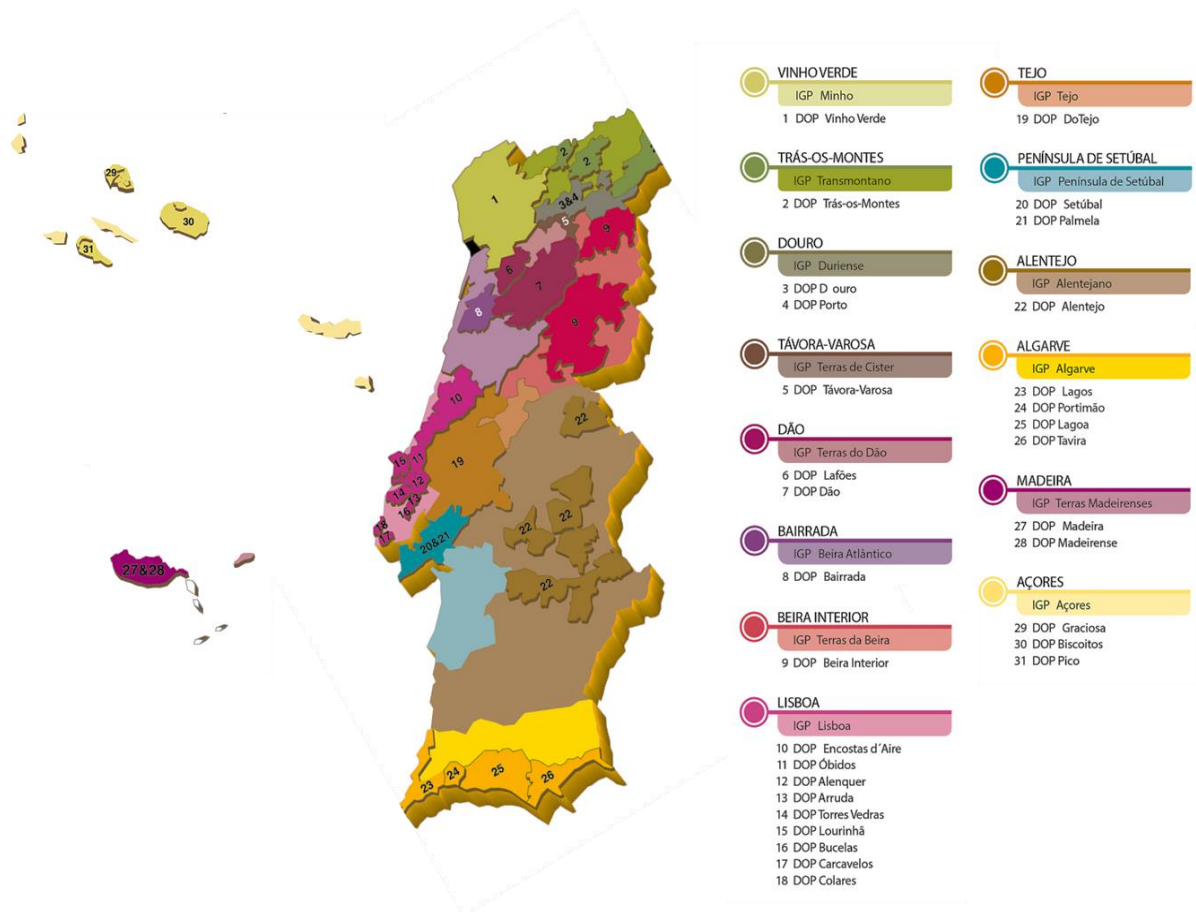 VINHO VERDE
IGP Minho
1 DOP Vinho Verde
TRÁS-OS-MONTES
IGP Transmontano
2 DOP Trás-os-Montes
DOURO
IGP Duriense
3 DOP D ouro
4 DOP Porto
TÁVORA-VAROSA
IGP Terras de Cister
5 DOP Távora-Varosa
DÃO
IGP Terras do Dão
6 DOP Lafões
7 DOP Dão
BAIRRADA
IGP Beira Atlântico
8 DOP Bairrada
BEIRA INTERIOR
IGP Terras da Beira
9 DOP Beira Interior
LISBOA
IGP Lisboa
10 DOP Encostas d´Aire
11 DOP Óbidos
12 DOP Alenquer
13 DOP Arruda
14 DOP Torres Vedras
15 DOP Lourinhã
16 DOP Bucelas
17 DOP Carcavelos
18 DOP Colares
TEJO
IGP Tejo
19 DOP DoTejo
PENÍNSULA DE SETÚBAL
IGP Península de Setúbal
20 DOP Setúbal
21 DOP Palmela
ALENTEJO
IGP Alentejano
22 DOP Alentejo
ALGARVE
IGP Algarve
23 DOP Lagos
24 DOP Portimão
25 DOP Lagoa
26 DOP Tavira
MADEIRA
IGP Terras Madeirenses
27 DOP Madeira
28 DOP Madeirense
AÇORES
IGP Açores
29 DOP Graciosa
30 DOP Biscoitos
31 DOP Pico
29
30
31
27&28
1
2
2
2
3&4
5
9
6
7
8
9
10
22
15
11
19
12
14
13
16
18
17
20&21
22
22
22
23
24
25
26